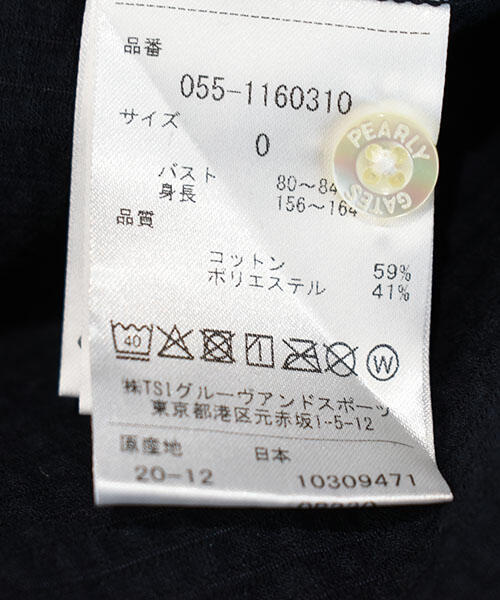 品番
055-1160310
サイズ
0
バスト 80〜84
身長 156〜164
品質
コットン 59%
ポリエステル 41%
40
W
㈱TSIグルーヴアンドスポーツ
東京都港区元赤坂1-5-12
原産地 日本
20-12 10309471
PEARLY
GATES